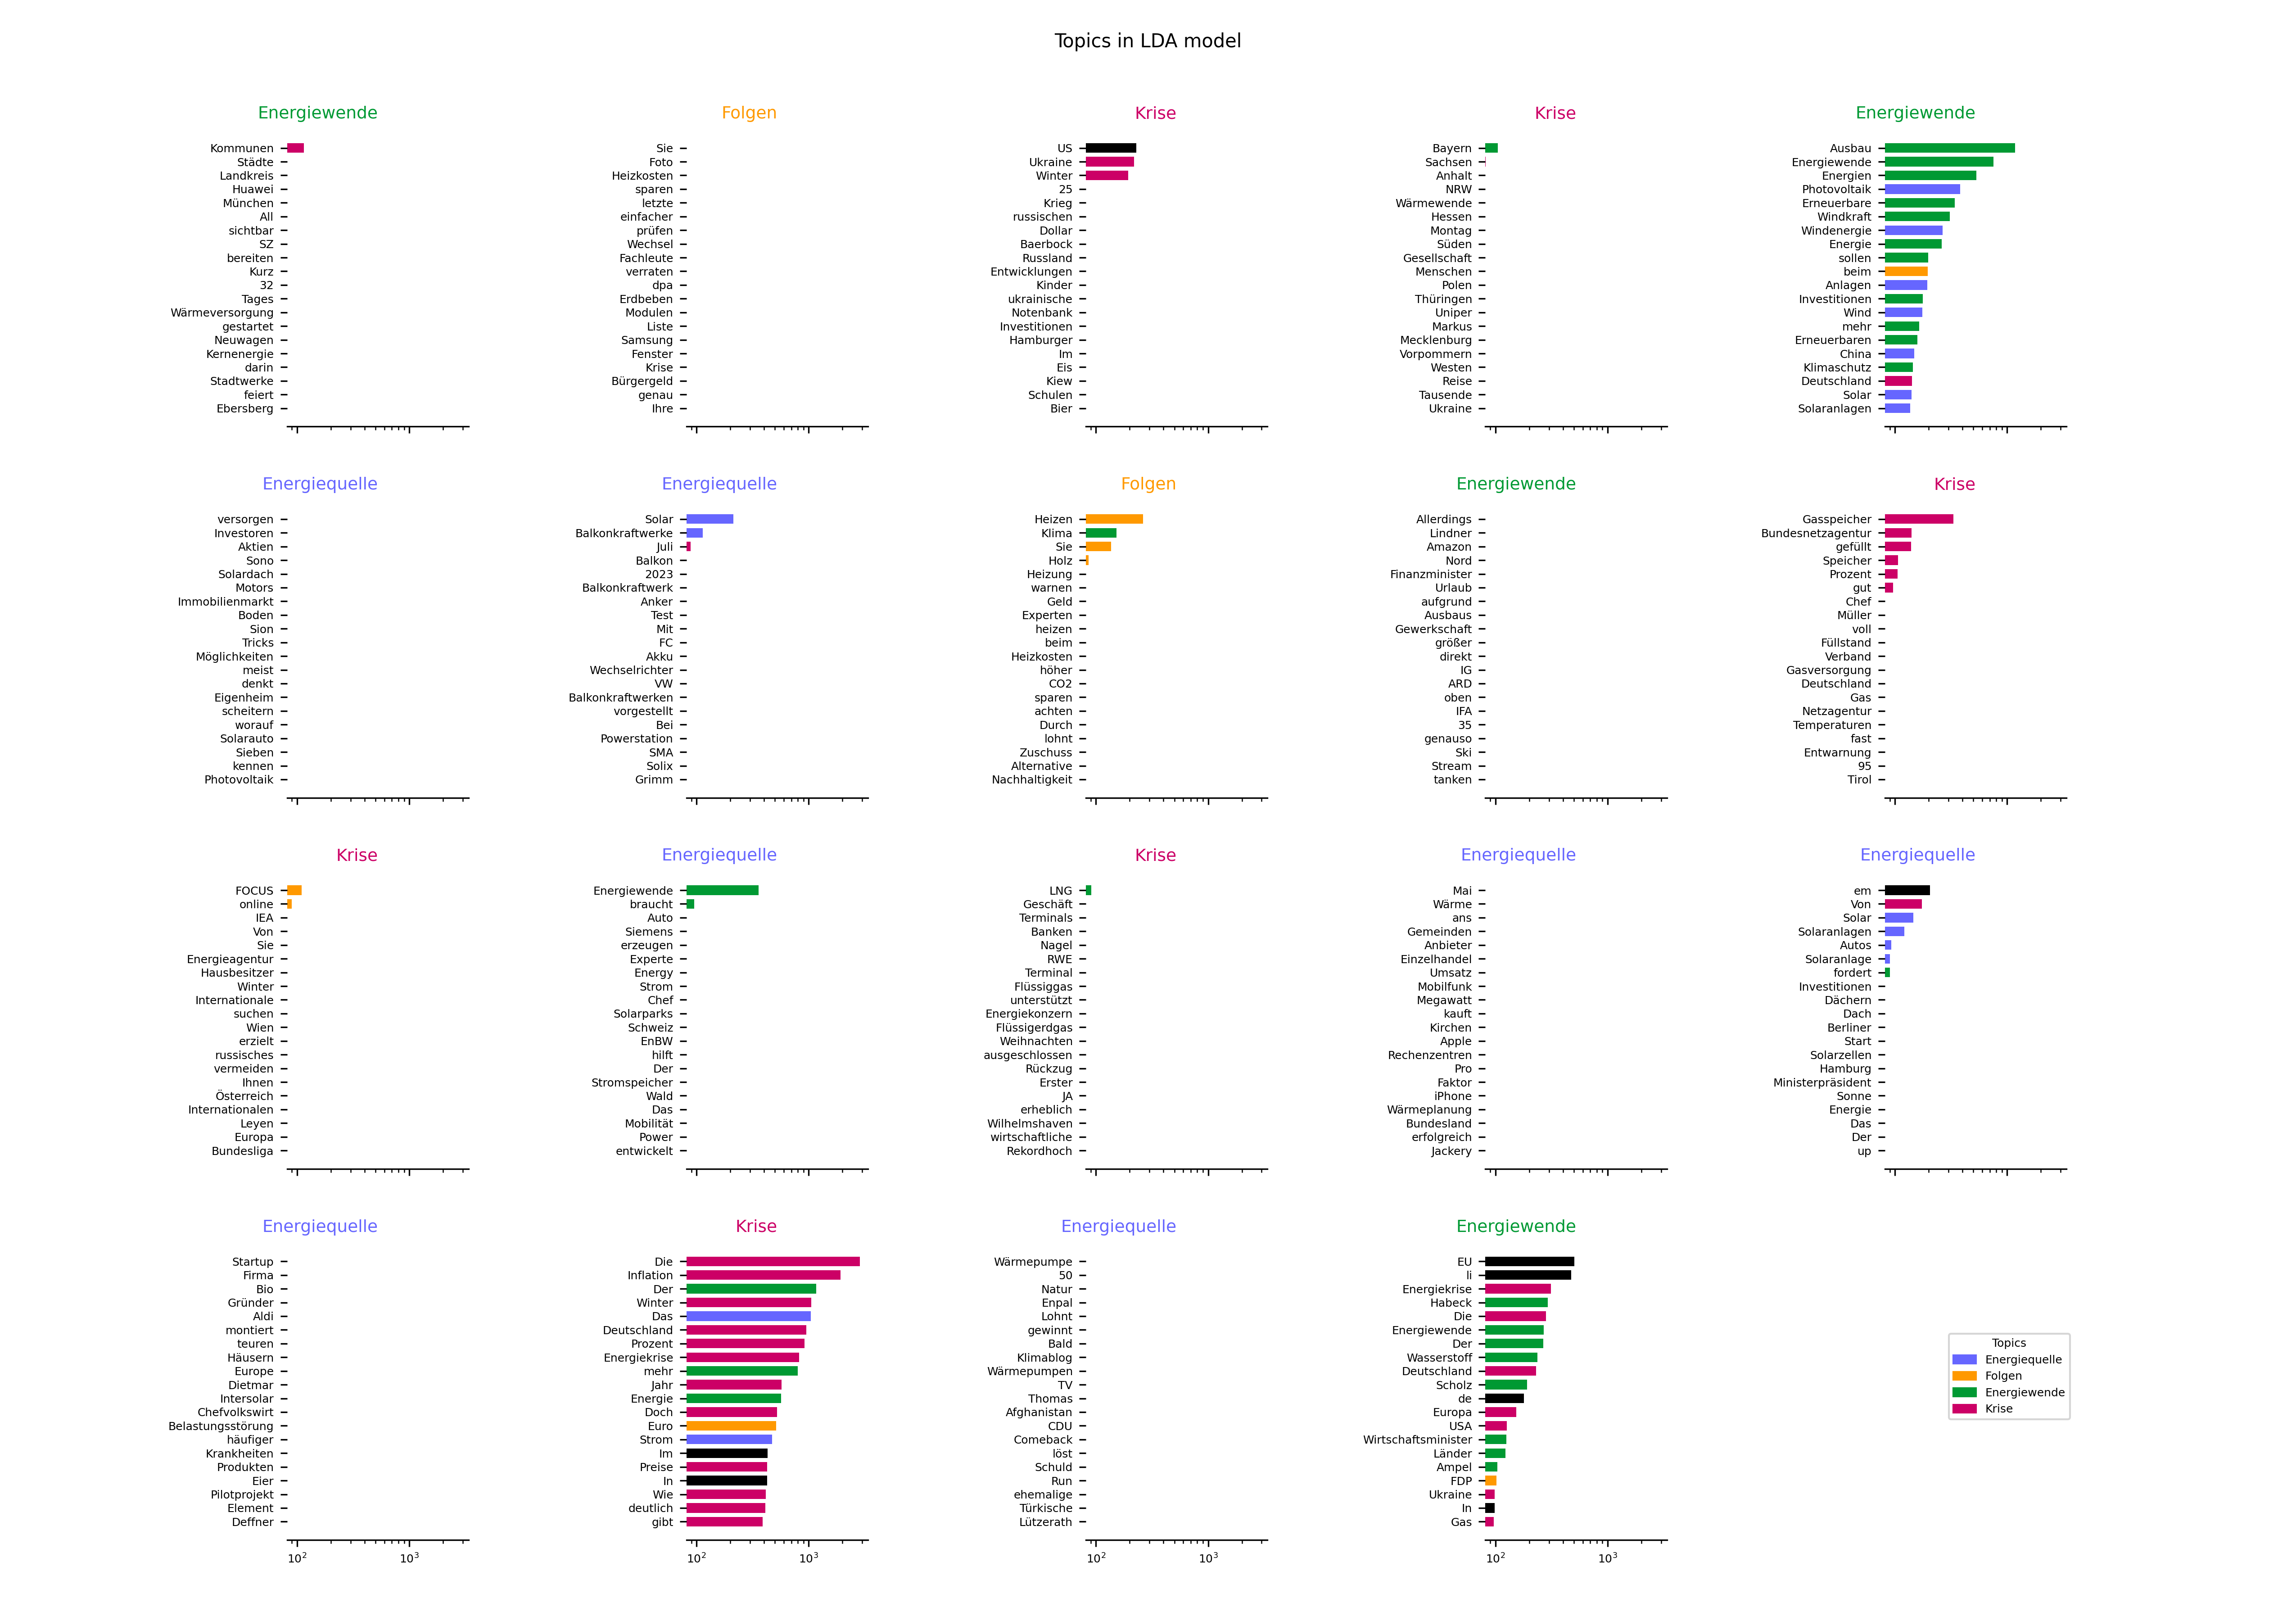 Topics in LDA model
Energiewende
Kommunen
Städte
Landkreis
Huawei
München
All
sichtbar
SZ
bereiten
Kurz
32
Tages
Wärmeversorgung
gestartet
Neuwagen
Kernenergie
darin
Stadtwerke
feiert
Ebersberg
Folgen
Sie
Foto
Heizkosten
sparen
letzte
einfacher
prüfen
Wechsel
Fachleute
verraten
dpa
Erdbeben
Modulen
Liste
Samsung
Fenster
Krise
Bürgergeld
genau
Ihre
Krise
US
Ukraine
Winter
25
Krieg
russischen
Dollar
Baerbock
Russland
Entwicklungen
Kinder
ukrainische
Notenbank
Investitionen
Hamburger
Im
Eis
Kiew
Schulen
Bier
Krise
Bayern
Sachsen
Anhalt
NRW
Wärmewende
Hessen
Montag
Süden
Gesellschaft
Menschen
Polen
Thüringen
Uniper
Markus
Mecklenburg
Vorpommern
Westen
Reise
Tausende
Ukraine
Energiewende
Ausbau
Energiewende
Energien
Photovoltaik
Erneuerbare
Windkraft
Windenergie
Energie
sollen
beim
Anlagen
Investitionen
Wind
mehr
Erneuerbaren
China
Klimaschutz
Deutschland
Solar
Solaranlagen
Energiequelle
versorgen
Investoren
Aktien
Sono
Solardach
Motors
Immobilienmarkt
Boden
Sion
Tricks
Möglichkeiten
meist
denkt
Eigenheim
scheitern
worauf
Solarauto
Sieben
kennen
Photovoltaik
Energiequelle
Solar
Balkonkraftwerke
Juli
Balkon
2023
Balkonkraftwerk
Anker
Test
Mit
FC
Akku
Wechselrichter
VW
Balkonkraftwerken
vorgestellt
Bei
Powerstation
SMA
Solix
Grimm
Folgen
Heizen
Klima
Sie
Holz
Heizung
warnen
Geld
Experten
heizen
beim
Heizkosten
höher
CO2
sparen
achten
Durch
lohnt
Zuschuss
Alternative
Nachhaltigkeit
Energiewende
Allerdings
Lindner
Amazon
Nord
Finanzminister
Urlaub
aufgrund
Ausbaus
Gewerkschaft
größer
direkt
IG
ARD
oben
IFA
35
genauso
Ski
Stream
tanken
Krise
Gasspeicher
Bundesnetzagentur
gefüllt
Speicher
Prozent
gut
Chef
Müller
voll
Füllstand
Verband
Gasversorgung
Deutschland
Gas
Netzagentur
Temperaturen
fast
Entwarnung
95
Tirol
Krise
FOCUS
online
IEA
Von
Sie
Energieagentur
Hausbesitzer
Winter
Internationale
suchen
Wien
erzielt
russisches
vermeiden
Ihnen
Österreich
Internationalen
Leyen
Europa
Bundesliga
Energiequelle
Energiewende
braucht
Auto
Siemens
erzeugen
Experte
Energy
Strom
Chef
Solarparks
Schweiz
EnBW
hilft
Der
Stromspeicher
Wald
Das
Mobilität
Power
entwickelt
Krise
LNG
Geschäft
Terminals
Banken
Nagel
RWE
Terminal
Flüssiggas
unterstützt
Energiekonzern
Flüssigerdgas
Weihnachten
ausgeschlossen
Rückzug
Erster
JA
erheblich
Wilhelmshaven
wirtschaftliche
Rekordhoch
Energiequelle
Mai
Wärme
ans
Gemeinden
Anbieter
Einzelhandel
Umsatz
Mobilfunk
Megawatt
kauft
Kirchen
Apple
Rechenzentren
Pro
Faktor
iPhone
Wärmeplanung
Bundesland
erfolgreich
Jackery
Energiequelle
em
Von
Solar
Solaranlagen
Autos
Solaranlage
fordert
Investitionen
Dächern
Dach
Berliner
Start
Solarzellen
Hamburg
Ministerpräsident
Sonne
Energie
Das
Der
up
Energiequelle
Startup
Firma
Bio
Gründer
Aldi
montiert
teuren
Häusern
Europe
Dietmar
Intersolar
Chefvolkswirt
Belastungsstörung
häufiger
Krankheiten
Produkten
Eier
Pilotprojekt
Element
Deffner
10²
10³
Krise
Die
Inflation
Der
Winter
Das
Deutschland
Prozent
Energiekrise
mehr
Jahr
Energie
Doch
Euro
Strom
Im
Preise
In
Wie
deutlich
gibt
10²
10³
Energiequelle
Wärmepumpe
50
Natur
Enpal
Lohnt
gewinnt
Bald
Klimablog
Wärmepumpen
TV
Thomas
Afghanistan
CDU
Comeback
löst
Schuld
Run
ehemalige
Türkische
Lützerath
10²
10³
Energiewende
EU
li
Energiekrise
Habeck
Die
Energiewende
Der
Wasserstoff
Deutschland
Scholz
de
Europa
USA
Wirtschaftsminister
Länder
Ampel
FDP
Ukraine
In
Gas
10²
10³
Topics
Energiequelle
Folgen
Energiewende
Krise